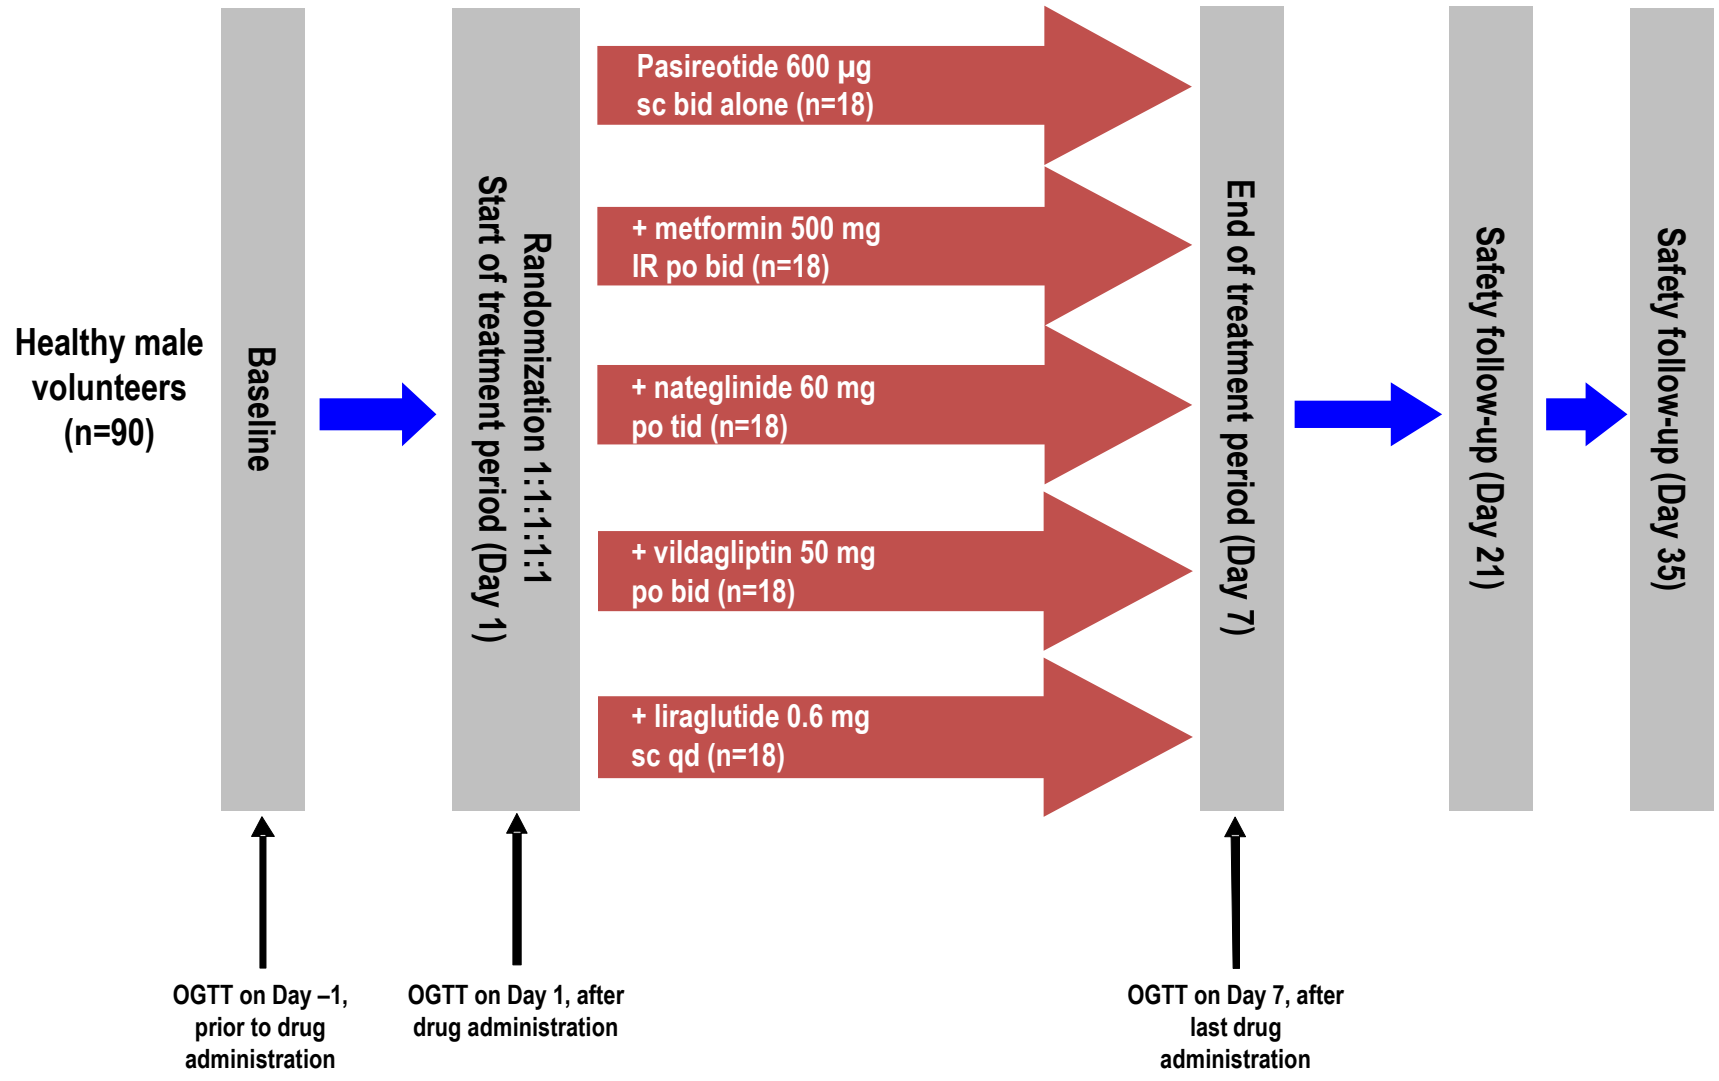 Healthy male
volunteers
(n=90)
Baseline
Randomization 1:1:1:1:1
Start of treatment period (Day 1)
Pasireotide 600 µg
sc bid alone (n=18)
+ metformin 500 mg
IR po bid (n=18)
+ nateglinide 60 mg
po tid (n=18)
+ vildagliptin 50 mg
po bid (n=18)
+ liraglutide 0.6 mg
sc qd (n=18)
End of treatment period (Day 7)
Safety follow-up (Day 21)
Safety follow-up (Day 35)
OGTT on Day –1,
prior to drug
administration
OGTT on Day 1, after
drug administration
OGTT on Day 7, after
last drug
administration